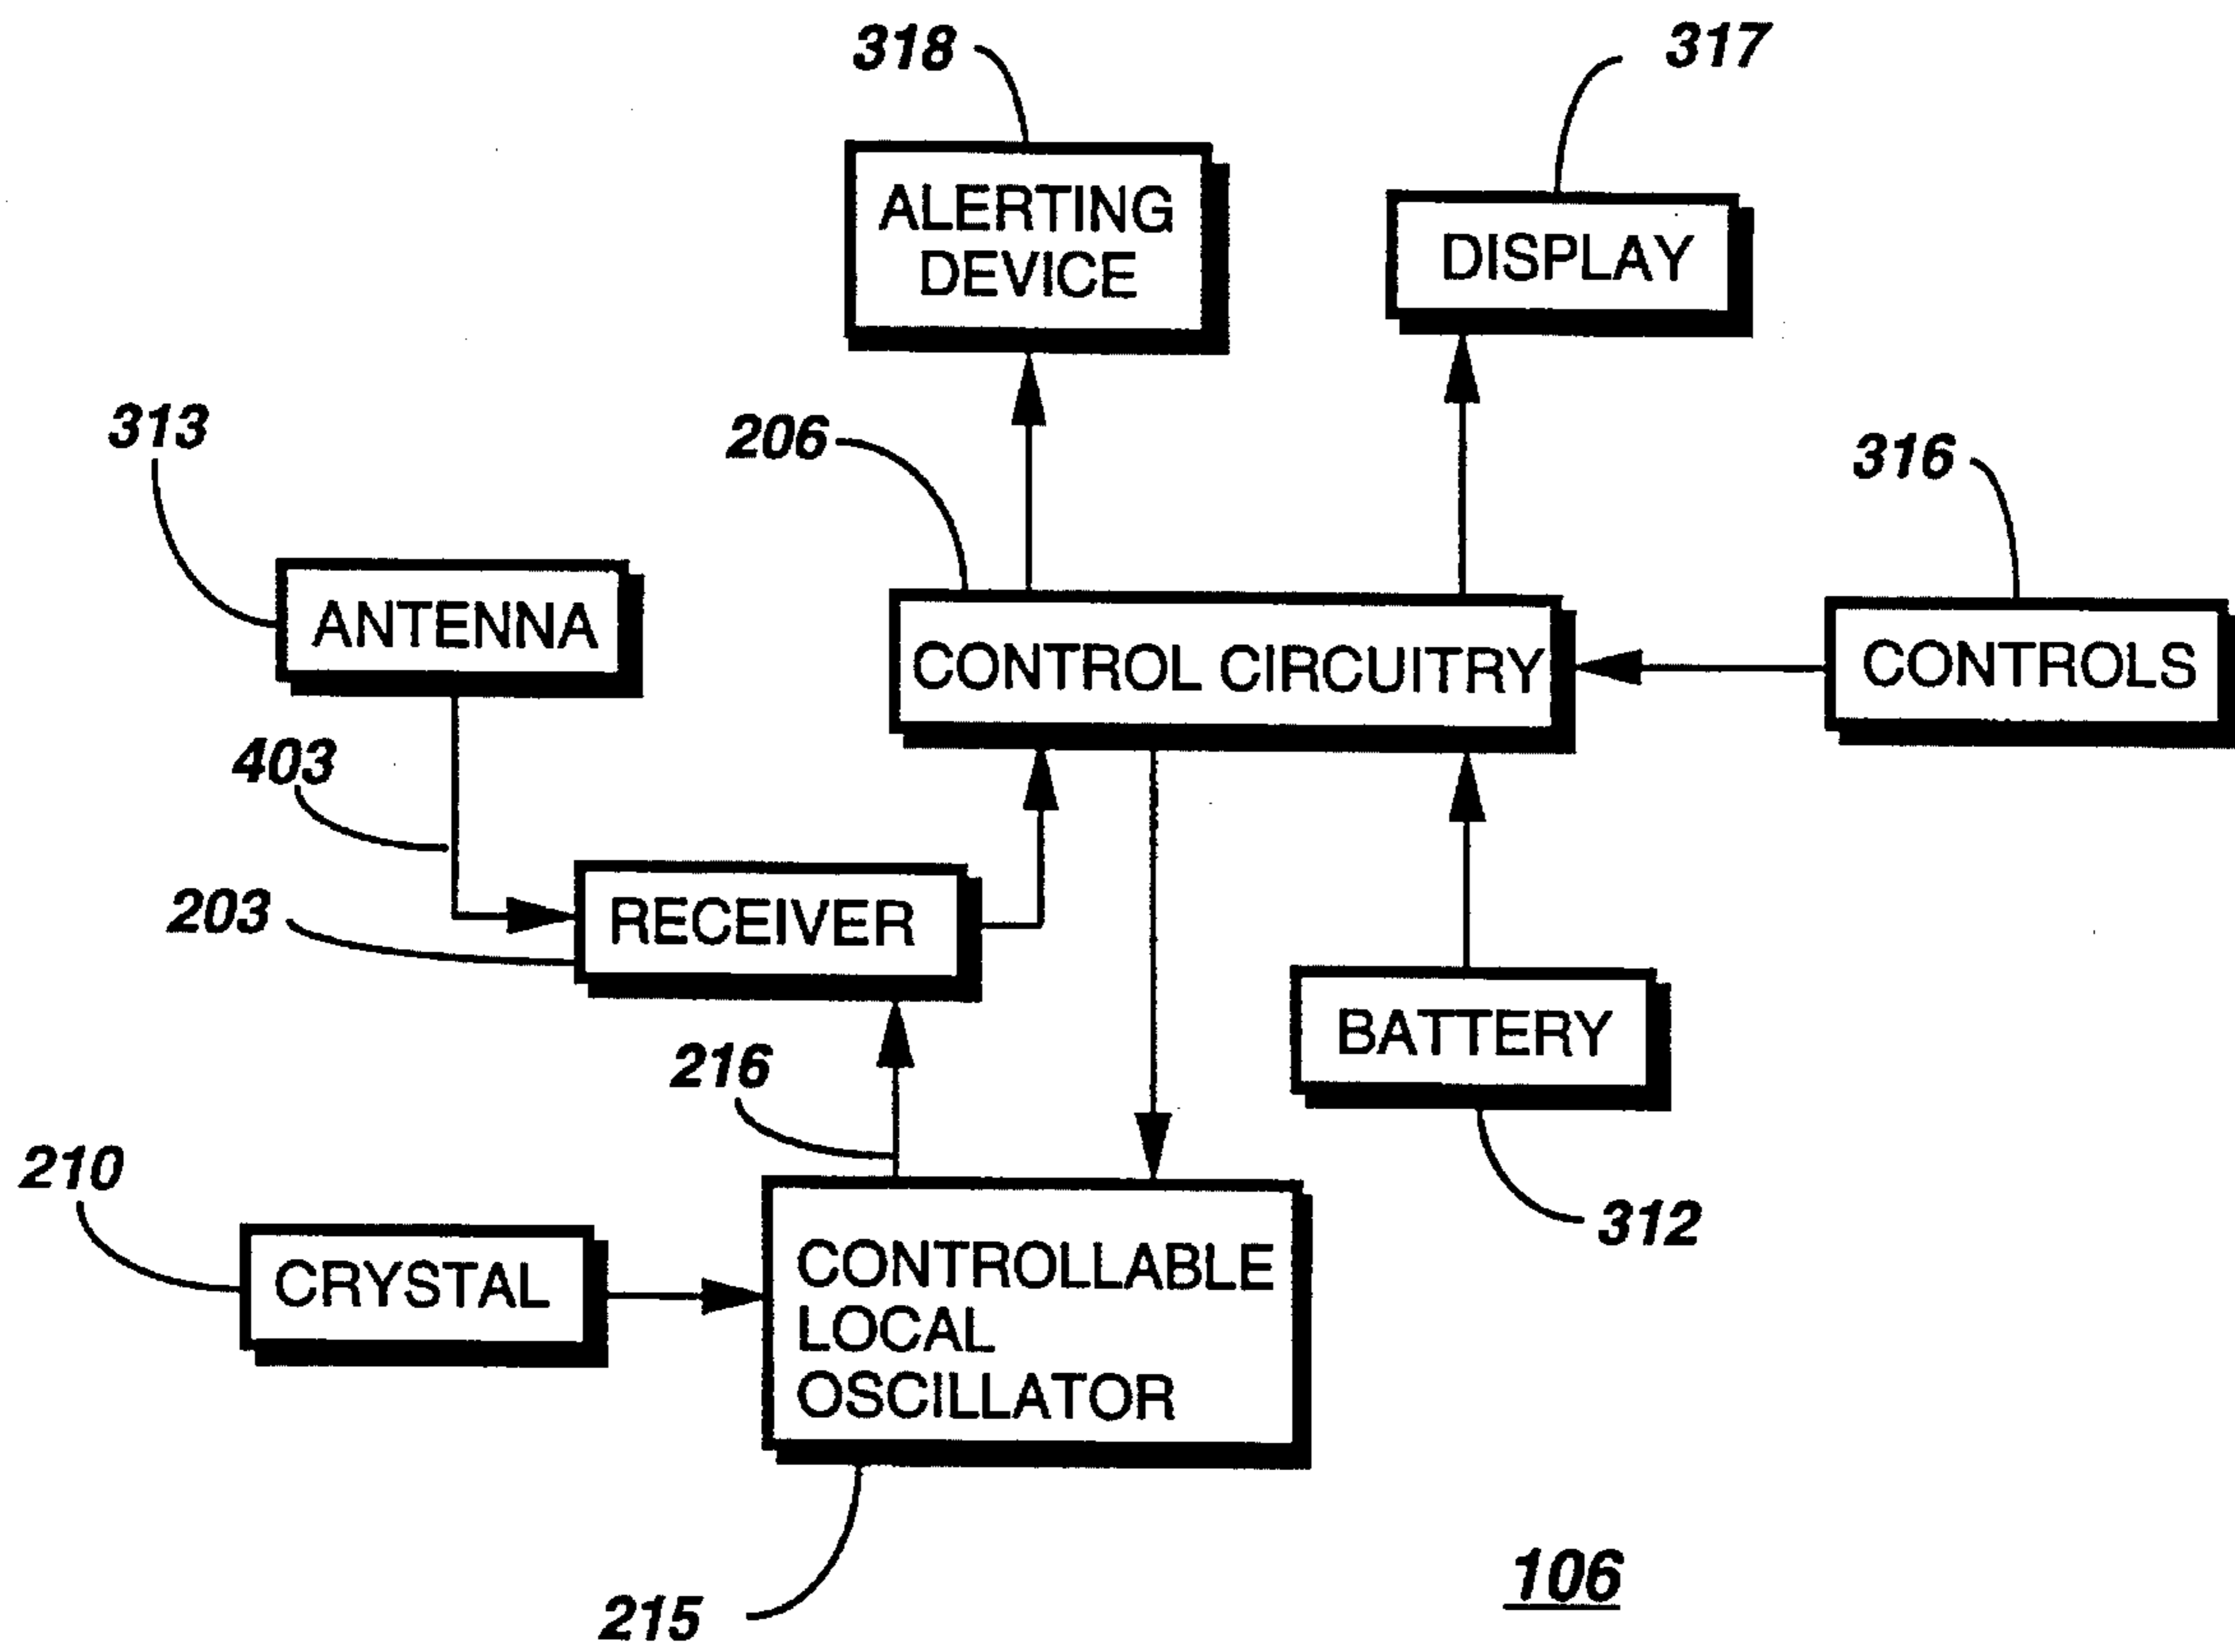 318
317
ALERTING
DEVICE
DISPLAY
313
206
316
ANTENNA
CONTROL CIRCUITRY
CONTROLS
403
203
RECEIVER
BATTERY
216
210
312
CRYSTAL
CONTROLLABLE
LOCAL
OSCILLATOR
215
106